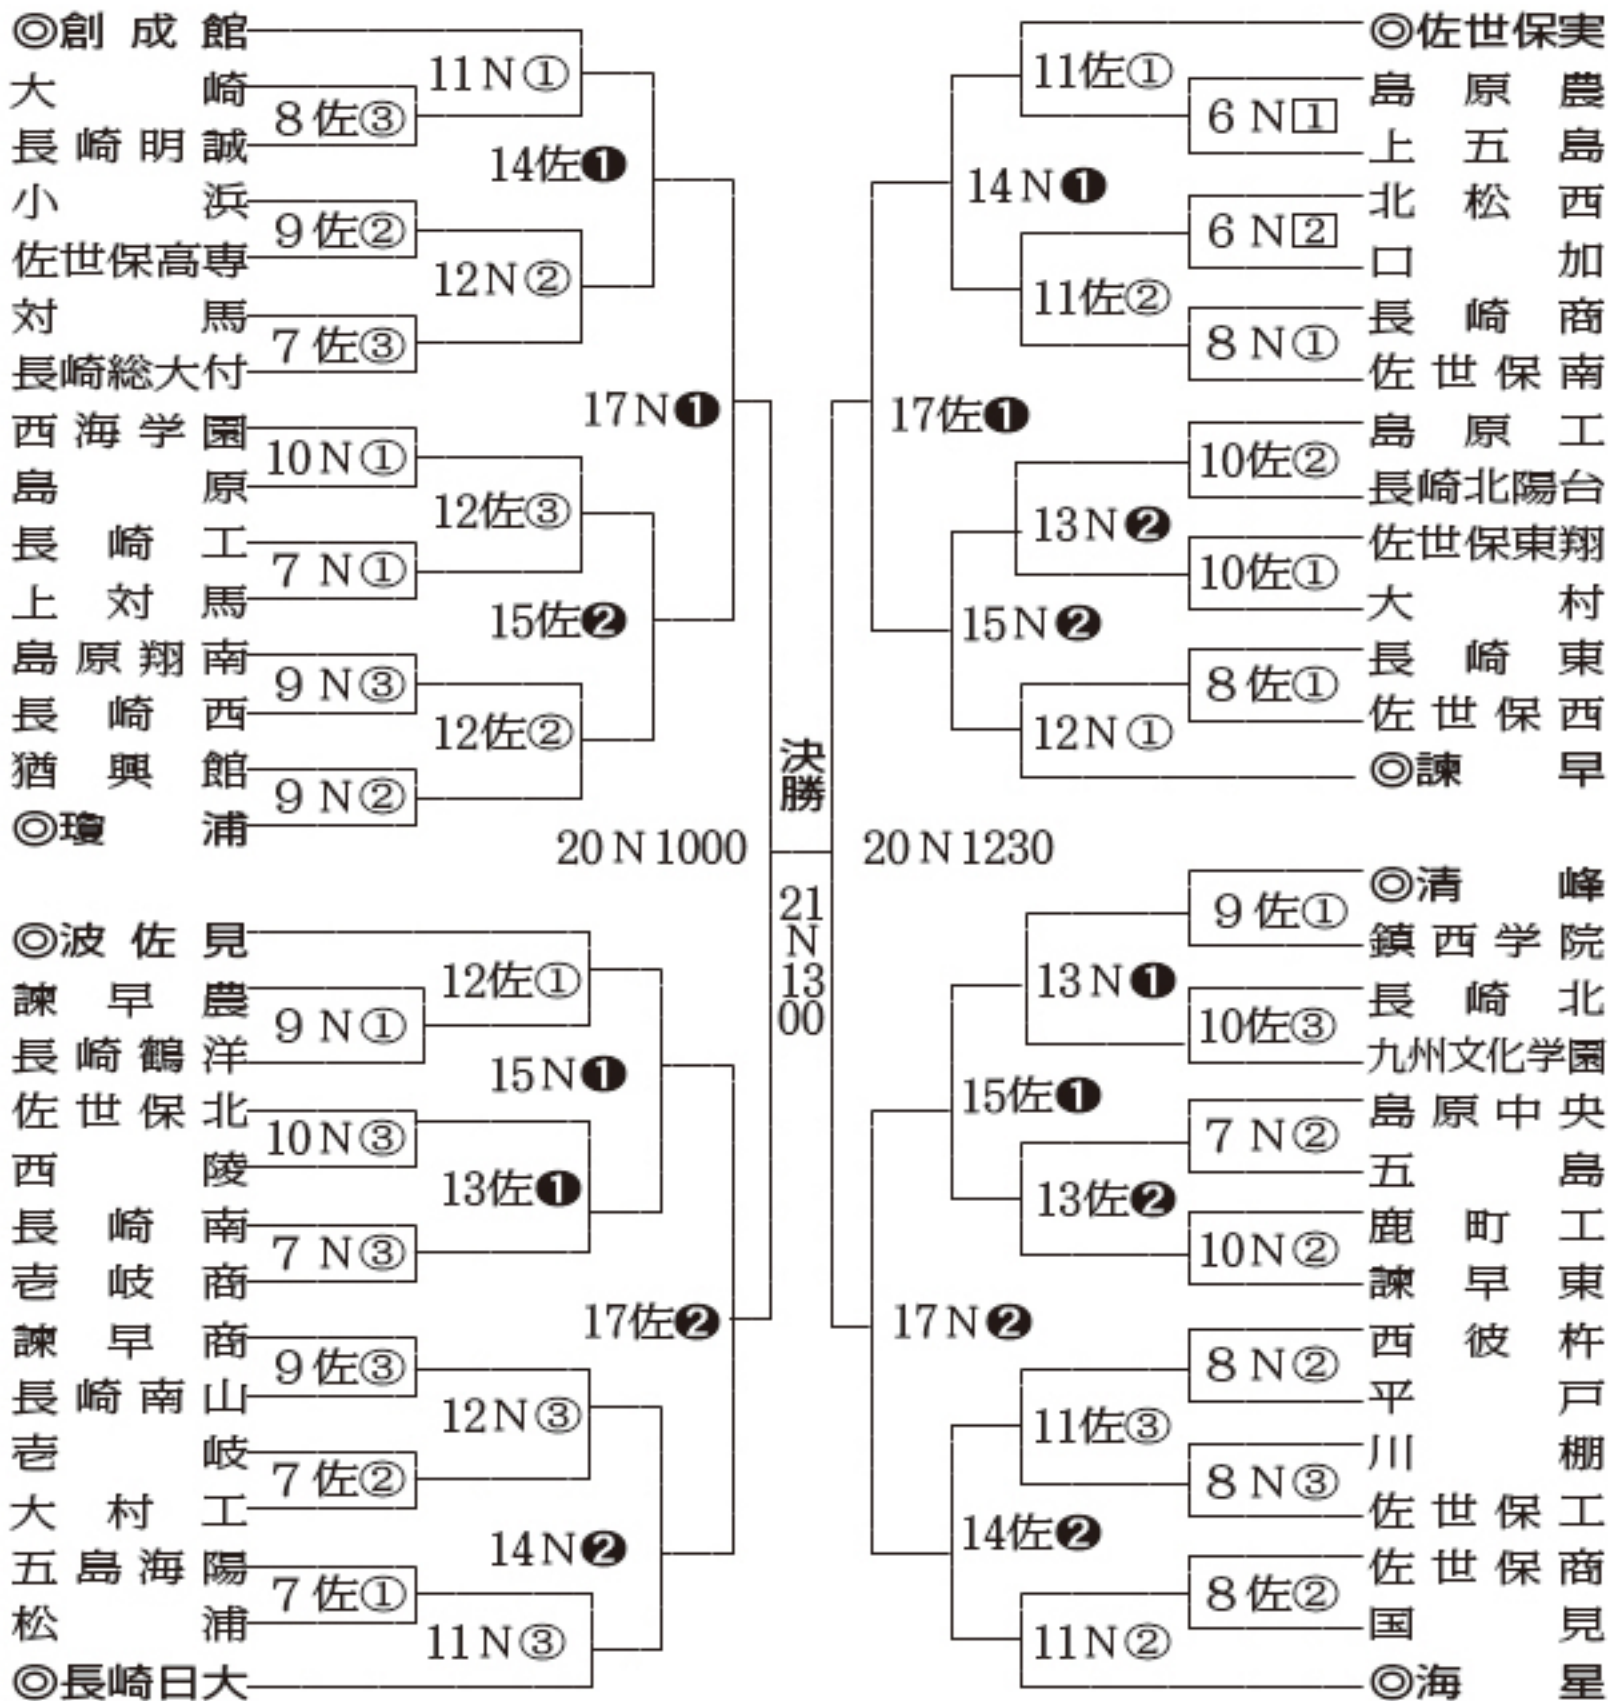 ◎創成館
11N①
大崎
8佐③
長崎明誠
14佐❶
小浜
9佐②
佐世保高専
12N②
対馬
7佐③
長崎総大付
17N❶
西海学園
10N①
島原
12佐③
長崎工
7N①
上対馬
15佐❷
島原翔南
9N③
長崎西
12佐②
猶興館
9N②
◎瓊浦
20N1000
◎波佐見
12佐①
諫早農
9N①
長崎鶴洋
15N❶
佐世保北
10N③
西陵
13佐❶
長崎南
7N③
壱岐商
17佐❷
諫早商
9佐③
長崎南山
12N③
壱岐
7佐②
大村工
14N❷
五島海陽
7佐①
松浦
11N③
◎長崎日大
決勝
21
N
13
00
◎佐世保実
11佐①
島原農
6N1
上五島
14N❶
北松西
6N2
口加
11佐②
長崎商
8N①
佐世保南
17佐❶
島原工
10佐②
長崎北陽台
13N❷
佐世保東翔
10佐①
大村
15N❷
長崎東
8佐①
佐世保西
12N①
◎諫早
20N1230
◎清峰
9佐①
鎮西学院
13N❶
長崎北
10佐③
九州文化学園
15佐❶
島原中央
7N②
五島
13佐❷
鹿町工
10N②
諫早東
17N❷
西彼杵
8N②
平戸
11佐③
川棚
8N③
佐世保工
14佐❷
佐世保商
8佐②
国見
11N②
◎海星